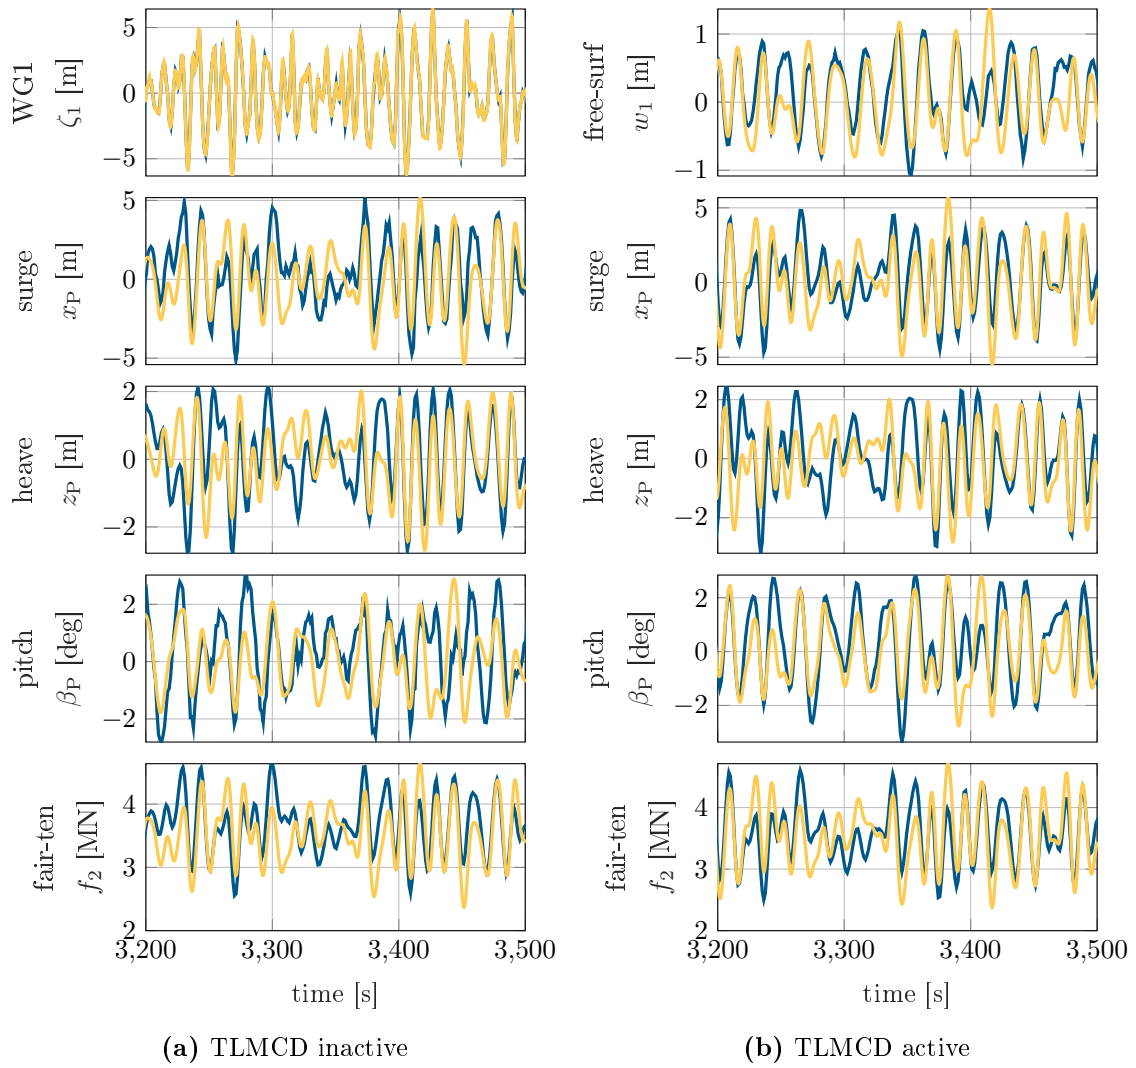 WG1
ζ1 [m]
5
0
−5
surge
xP [m]
5
0
−5
heave
zP [m]
2
0
−2
pitch
βP [deg]
2
0
−2
fair-ten
f2 [MN]
4
3
2
3,200
3,300
3,400
3,500
time [s]
(a) TLMCD inactive
free-surf
w1 [m]
1
0
−1
surge
xP [m]
5
0
−5
heave
zP [m]
2
0
−2
pitch
βP [deg]
2
0
−2
fair-ten
f2 [MN]
4
3
2
3,200
3,300
3,400
3,500
time [s]
(b) TLMCD active